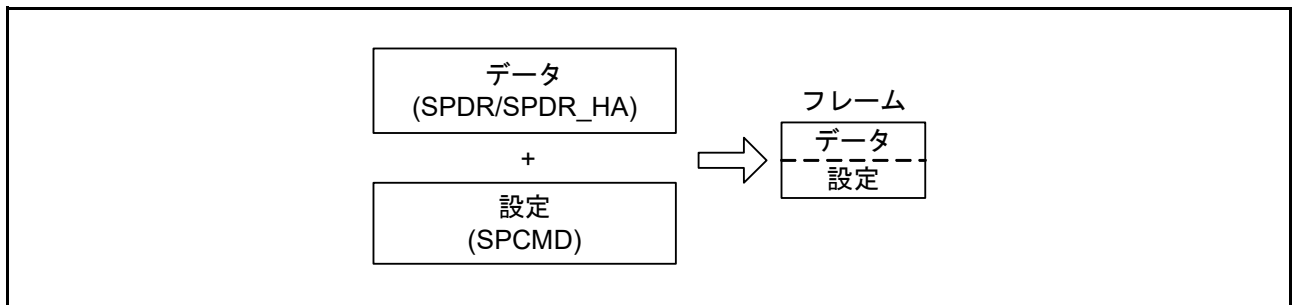 データ
(SPDR/SPDR_HA)
+
設定
(SPCMD)
フレーム
データ
設定